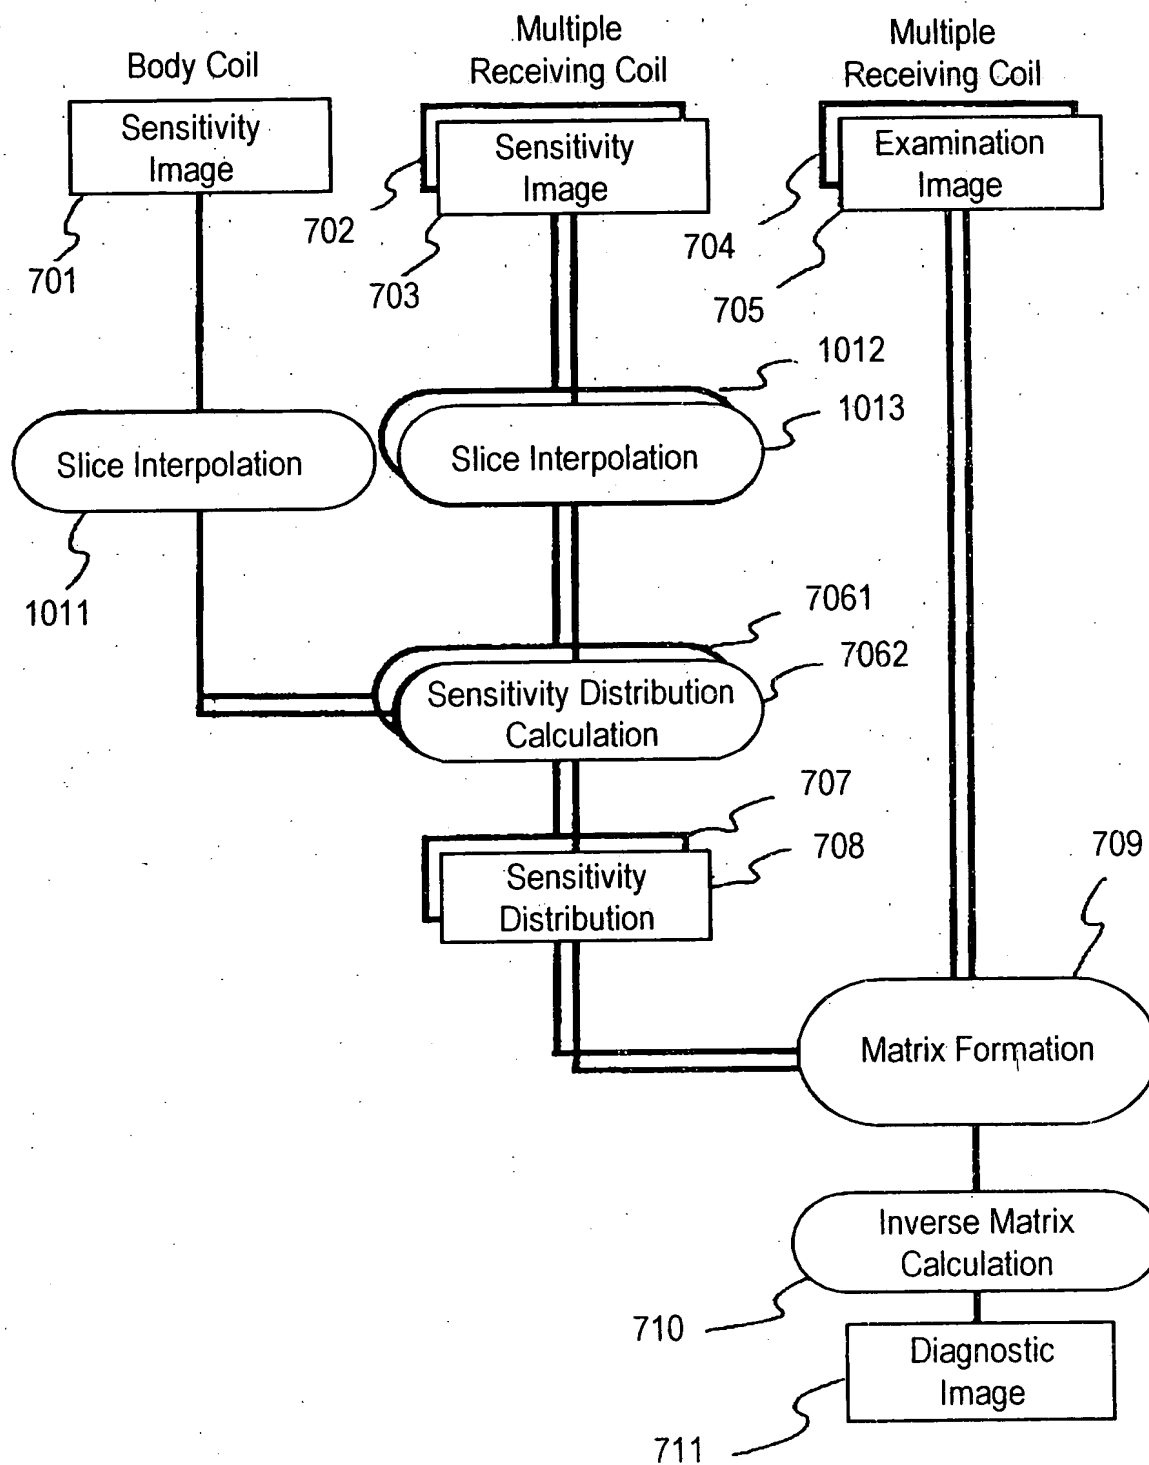 Body Coil
Multiple
Receiving Coil
Multiple
Receiving Coil
Sensitivity
Image
Sensitivity
Image
Examination
Image
701
702
703
704
705
1012
1013
Slice Interpolation
Slice Interpolation
1011
7061
7062
Sensitivity Distribution
Calculation
707
708
Sensitivity
Distribution
709
Matrix Formation
Inverse Matrix
Calculation
710
Diagnostic
Image
711